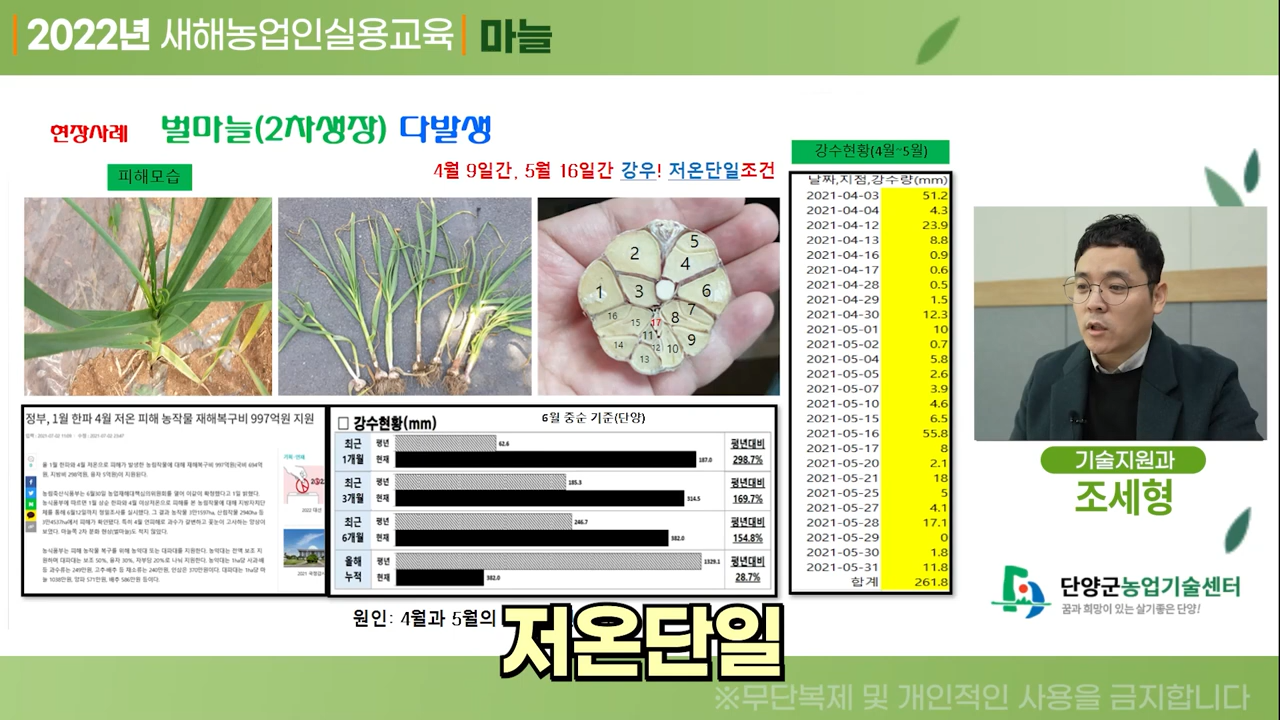 2022년 새해농업인실용교육 마늘
현장사례 벌마늘(2차생장) 다발생
피해모습
4월 9일간, 5월 16일간 강우! 저온단일조건
강수현황(4월~5월)
날짜,지점,강수량(mm)
2021-04-03 51.2
2021-04-04 4.3
2021-04-12 23.9
2021-04-13 8.8
2021-04-16 0.9
2021-04-17 0.6
2021-04-28 0.5
2021-04-29 1.5
2021-04-30 12.3
2021-05-01 10
2021-05-02 0.7
2021-05-04 5.8
2021-05-05 2.6
2021-05-07 3.9
2021-05-10 4.6
2021-05-15 6.5
2021-05-16 55.8
2021-05-17 8
2021-05-20 2.1
2021-05-21 18
2021-05-25 5
2021-05-27 4.1
2021-05-28 17.1
2021-05-29 0
2021-05-30 1.8
2021-05-31 11.8
합계 261.8
1
2
3
4
5
6
7
8
9
10
11
12
13
14
15
16
17
정부, 1월 한파 4월 저온 피해 농작물 재해복구비 997억원 지원
□ 강수현황(mm)
6월 중순 기준(단양)
최근 1개월 평년 62.6 평년대비
현재 187.0 298.7%
최근 3개월 평년 185.3 평년대비
현재 314.5 169.7%
최근 6개월 평년 246.7 평년대비
현재 382.0 154.8%
올해 누적 평년 1329.1 평년대비
현재 382.0 28.7%
원인: 4월과 5월의
저온단일
기술지원과
조세형
단양군농업기술센터
꿈과 희망이 있는 살기좋은 단양!
※무단복제 및 개인적인 사용을 금지합니다